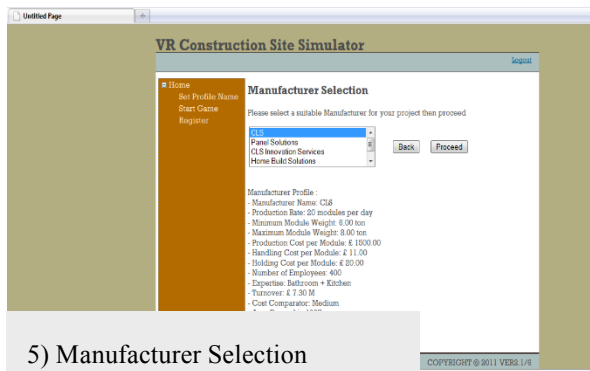 Untitled Page
VR Construction Site Simulator
Logout
Home
Set Profile Name
Start Game
Register
Manufacturer Selection
Please select a suitable Manufacturer for your project then proceed
CLS
Panel Solutions
CLS Innovation Services
Home Build Solutions
Back
Proceed
Manufacturer Profile :
- Manufacturer Name: CLS
- Production Rate: 20 modules per day
- Minimum Module Weight: 6.00 ton
- Maximum Module Weight: 8.00 ton
- Production Cost per Module: £ 1500.00
- Handling Cost per Module: £ 11.00
- Holding Cost per Module: £ 20.00
- Number of Employees: 400
- Expertise: Bathroom + Kitchen
- Turnover: £ 7.30 M
- Cost Comparator: Medium
5) Manufacturer Selection
COPYRIGHT @ 2011 VER2.1/6